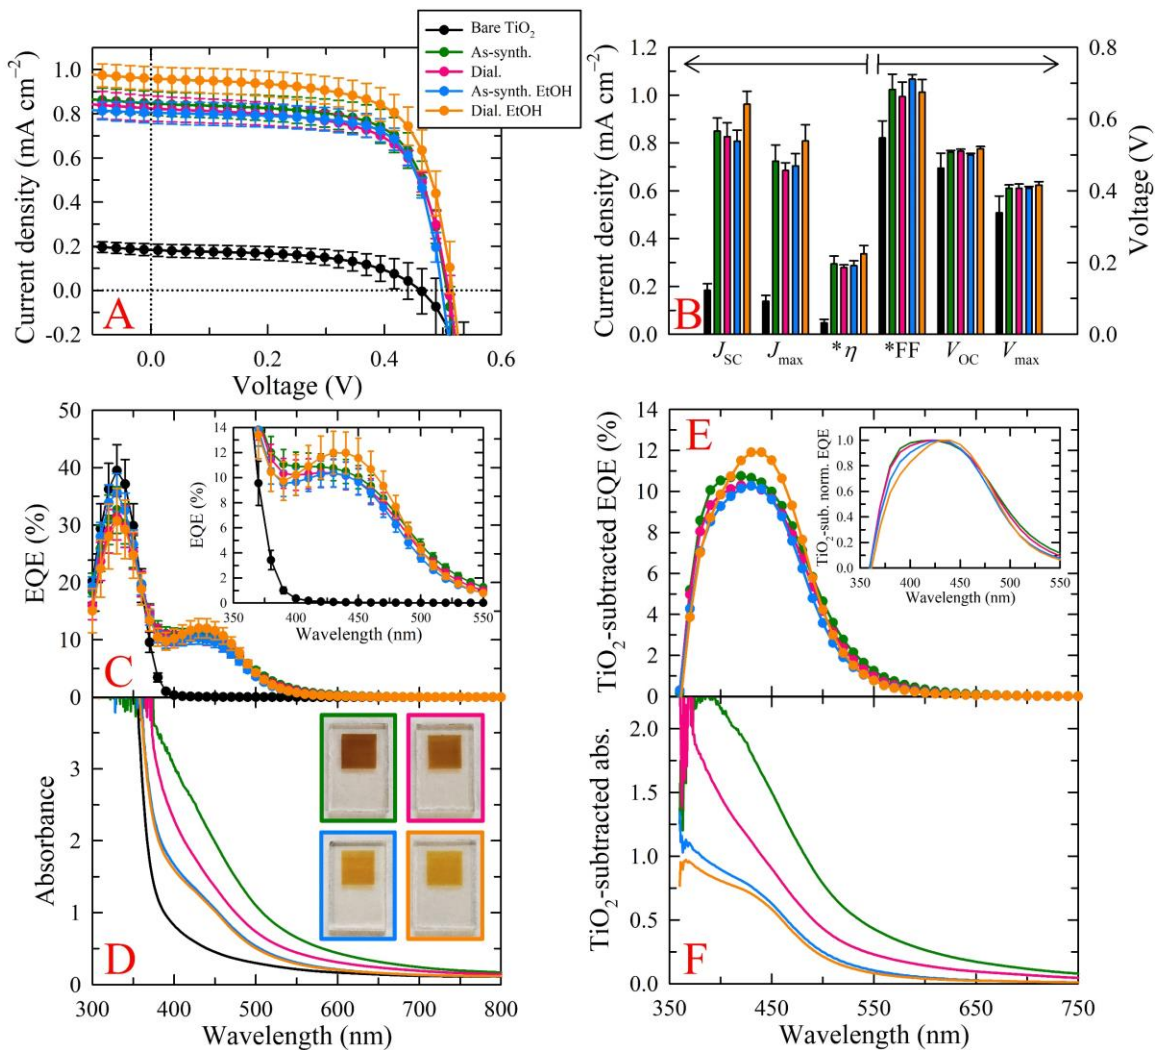 Bare TiO₂
As-synth.
Dial.
As-synth. EtOH
Dial. EtOH
Current density (mA cm⁻²)
1.0
0.8
0.6
0.4
0.2
0.0
-0.2
A
0.0
0.2
0.4
0.6
Voltage (V)
Current density (mA cm⁻²)
1.2
1.0
0.8
0.6
0.4
0.2
0.0
B
0.8
0.6
0.4
0.2
0.0
Voltage (V)
J_SC
J_max
*η
*FF
V_OC
V_max
EQE (%)
50
40
30
20
10
0
C
EQE (%)
14
12
10
8
6
4
2
0
350
400
450
500
550
Wavelength (nm)
TiO₂-subtracted EQE (%)
14
12
10
8
6
4
2
0
E
TiO₂-sub. norm. EQE
1.0
0.8
0.6
0.4
0.2
0.0
350
400
450
500
550
Wavelength (nm)
Absorbance
3
2
1
0
D
300
400
500
600
700
800
Wavelength (nm)
TiO₂-subtracted abs.
2.0
1.5
1.0
0.5
0.0
F
350
450
550
650
750
Wavelength (nm)